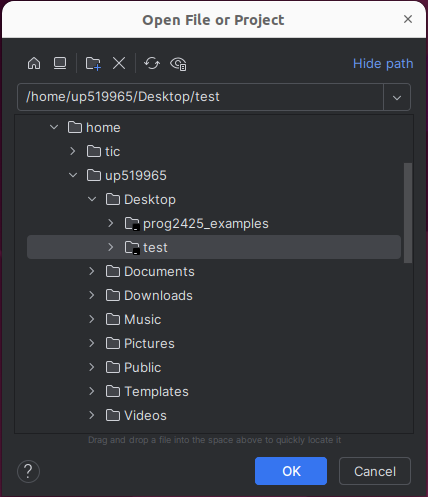 Open File or Project
Hide path
/home/up519965/Desktop/test
home
tic
up519965
Desktop
prog2425_examples
test
Documents
Downloads
Music
Pictures
Public
Templates
Videos
Drag and drop a file into the space above to quickly locate it
?
OK
Cancel